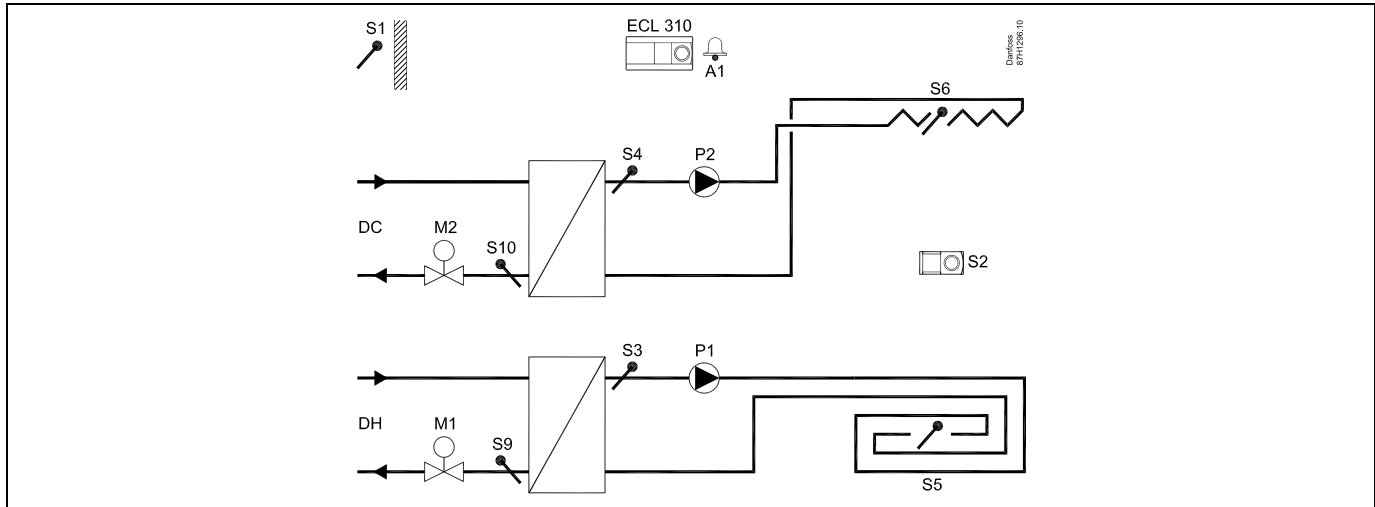 S1
ECL 310
A1
Danfoss
87H1296.10
S6
S4
P2
DC
M2
S10
S2
S3
P1
DH
M1
S9
S5